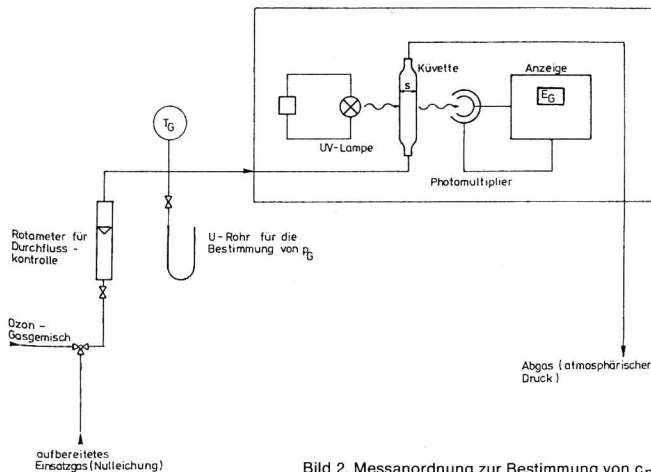 Küvette
Anzeige
s
E_G
T_G
UV-Lampe
Photomultiplier
Rotameter für
Durchfluss -
kontrolle
U-Rohr für die
Bestimmung von p_G
Ozon -
Gasgemisch
Abgas (atmosphärischer
Druck)
aufbereitetes
Einsatzgas (Nulleichung)
Bild 2. Messanordnung zur Bestimmung von